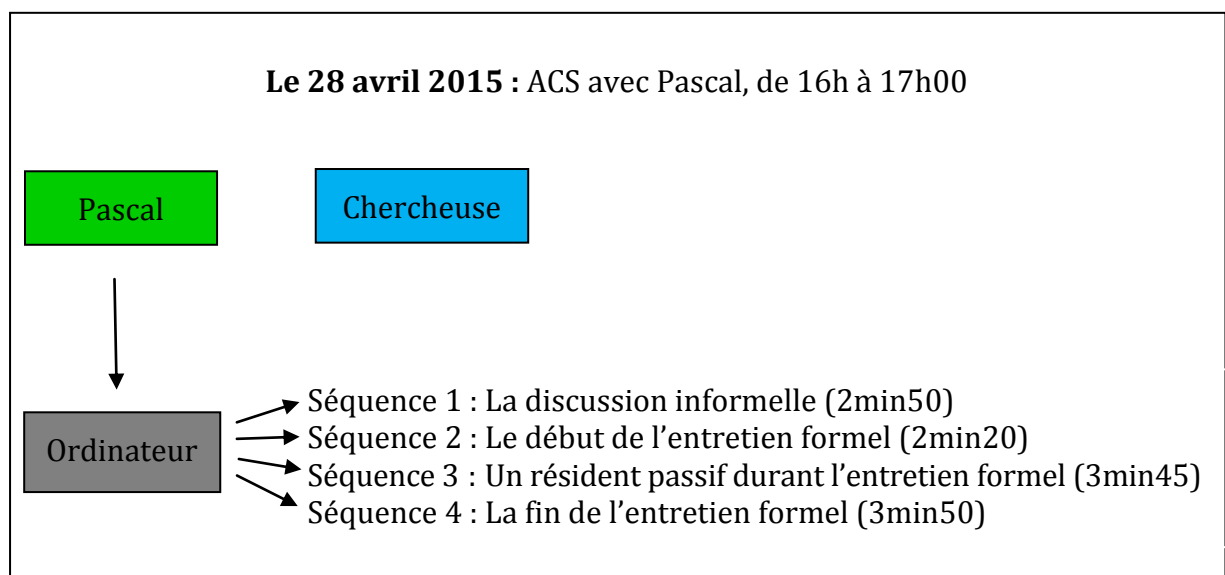 Le 28 avril 2015 : ACS avec Pascal, de 16h à 17h00
Pascal
Chercheuse
Ordinateur
Séquence 1 : La discussion informelle (2min50)
Séquence 2 : Le début de l'entretien formel (2min20)
Séquence 3 : Un résident passif durant l'entretien formel (3min45)
Séquence 4 : La fin de l'entretien formel (3min50)